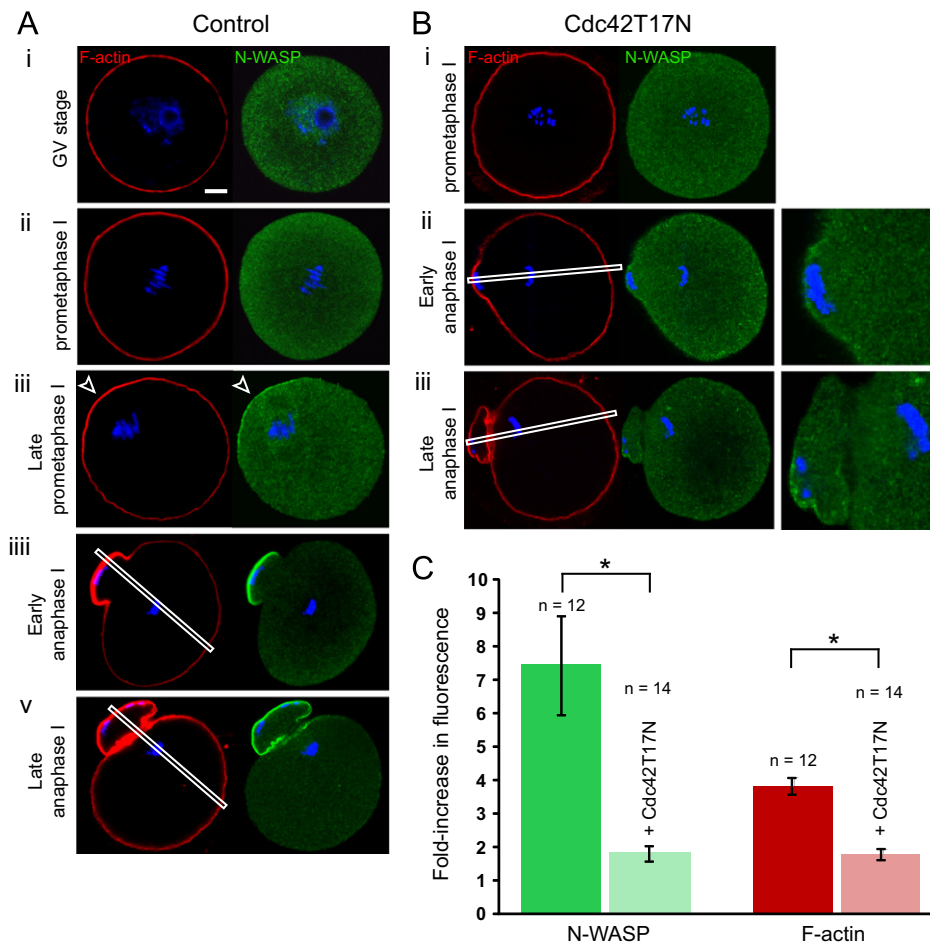 A
Control
i
F-actin
N-WASP
GV stage
ii
prometaphase I
iii
Late
prometaphase I
iiii
Early
anaphase I
v
Late
anaphase I
B
Cdc42T17N
i
F-actin
N-WASP
prometaphase I
ii
Early
anaphase I
iii
Late
anaphase I
C
Fold-increase in fluorescence
10
9
8
7
6
5
4
3
2
1
0
*
n = 12
n = 14
+ Cdc42T17N
*
n = 12
n = 14
+ Cdc42T17N
N-WASP
F-actin